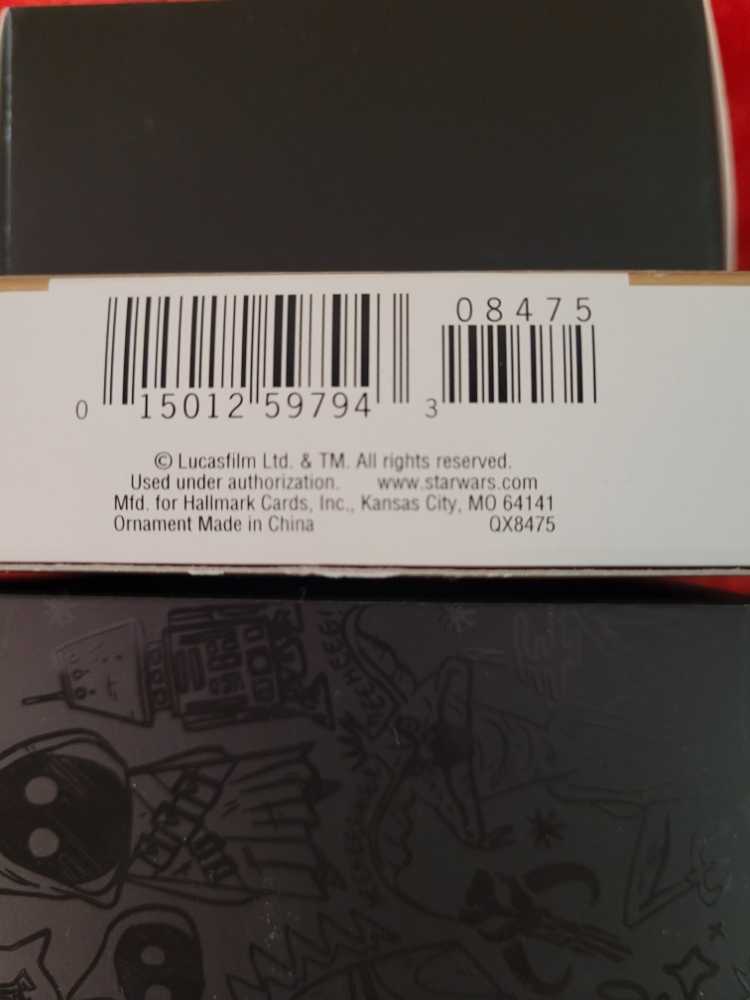 08475
0 15012 59794 3
© Lucasfilm Ltd. & TM. All rights reserved.
Used under authorization. www.starwars.com
Mfd. for Hallmark Cards, Inc., Kansas City, MO 64141
Ornament Made in China QX8475